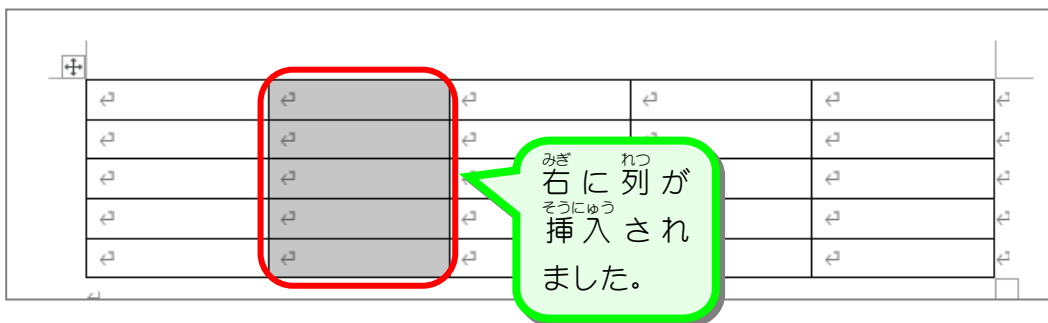 みぎ れつ
右に列が
そうにゅう
挿入され
ました。